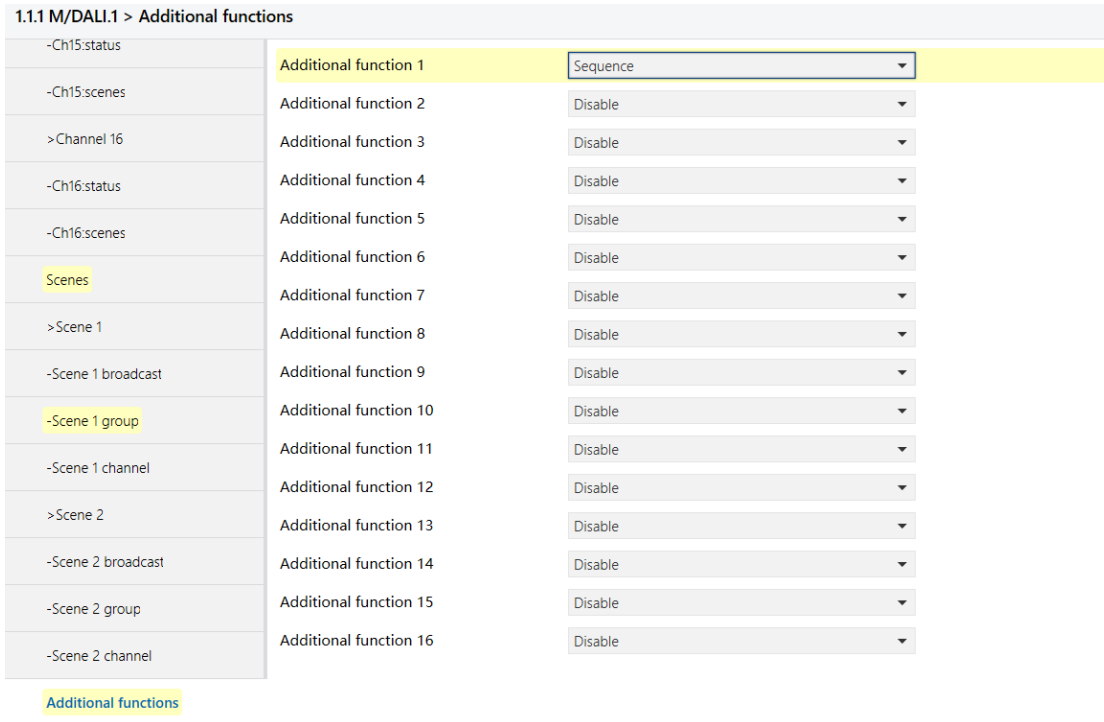 1.1.1 M/DALI.1 > Additional functions
-Ch15:status
-Ch15:scenes
>Channel 16
-Ch16:status
-Ch16:scenes
Scenes
>Scene 1
-Scene 1 broadcast
-Scene 1 group
-Scene 1 channel
>Scene 2
-Scene 2 broadcast
-Scene 2 group
-Scene 2 channel
Additional functions
Additional function 1 Sequence
Additional function 2 Disable
Additional function 3 Disable
Additional function 4 Disable
Additional function 5 Disable
Additional function 6 Disable
Additional function 7 Disable
Additional function 8 Disable
Additional function 9 Disable
Additional function 10 Disable
Additional function 11 Disable
Additional function 12 Disable
Additional function 13 Disable
Additional function 14 Disable
Additional function 15 Disable
Additional function 16 Disable